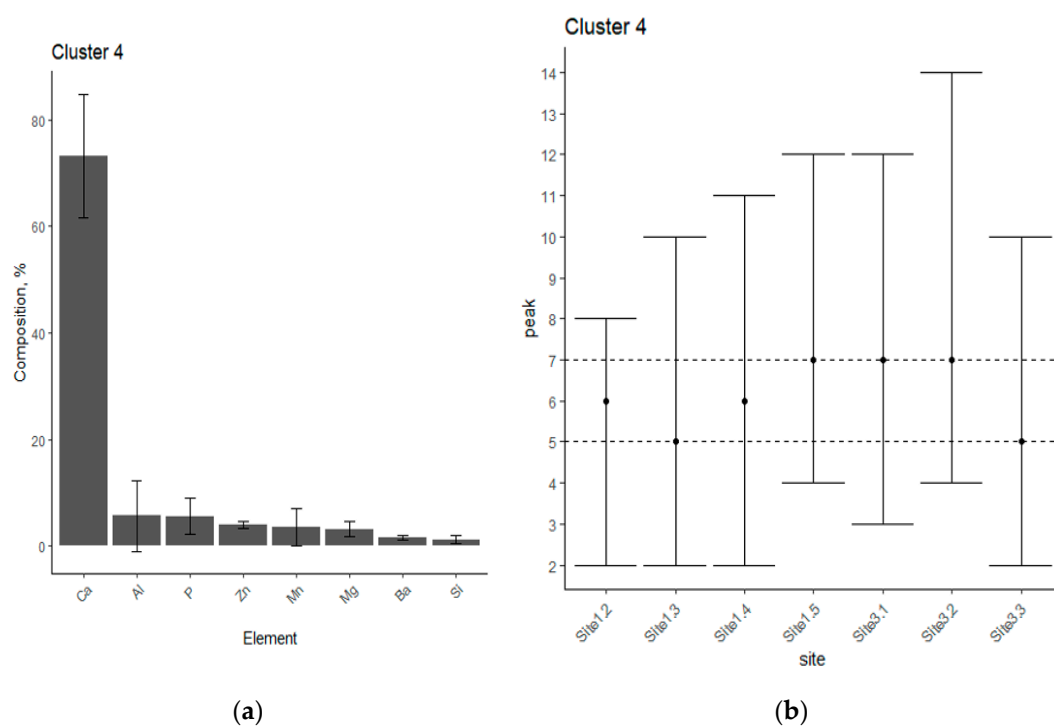 Cluster 4
Composition, %
80
60
40
20
0
Ca Al P Zn Mn Mg Ba Si
Element
(a)
Cluster 4
peak
14
13
12
11
10
9
8
7
6
5
4
3
2
Site1.2 Site1.3 Site1.4 Site1.5 Site3.1 Site3.2 Site3.3
site
(b)